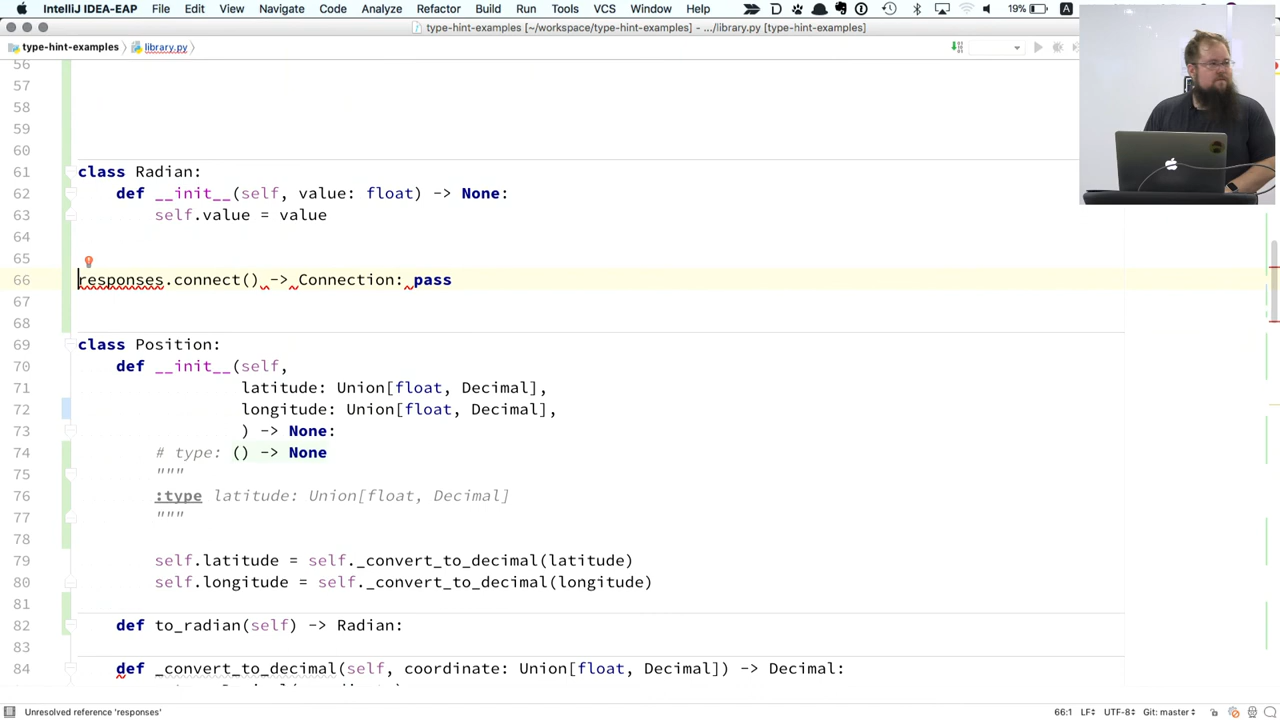 IntelliJ IDEA-EAP File Edit View Navigate Code Analyze Refactor Build Run Tools VCS Window Help 19%
type-hint-examples [~/workspace/type-hint-examples] - .../library.py [type-hint-examples]
type-hint-examples library.py
56
57
58
59
60
61 class Radian:
62 def __init__(self, value: float) -> None:
63 self.value = value
64
65
66 responses.connect() -> Connection: pass
67
68
69 class Position:
70 def __init__(self,
71 latitude: Union[float, Decimal],
72 longitude: Union[float, Decimal],
73 ) -> None:
74 # type: () -> None
75 """
76 :type latitude: Union[float, Decimal]
77 """
78
79 self.latitude = self._convert_to_decimal(latitude)
80 self.longitude = self._convert_to_decimal(longitude)
81
82 def to_radian(self) -> Radian:
83
84 def _convert_to_decimal(self, coordinate: Union[float, Decimal]) -> Decimal:
Unresolved reference 'responses' 66:1 LF UTF-8 Git: master